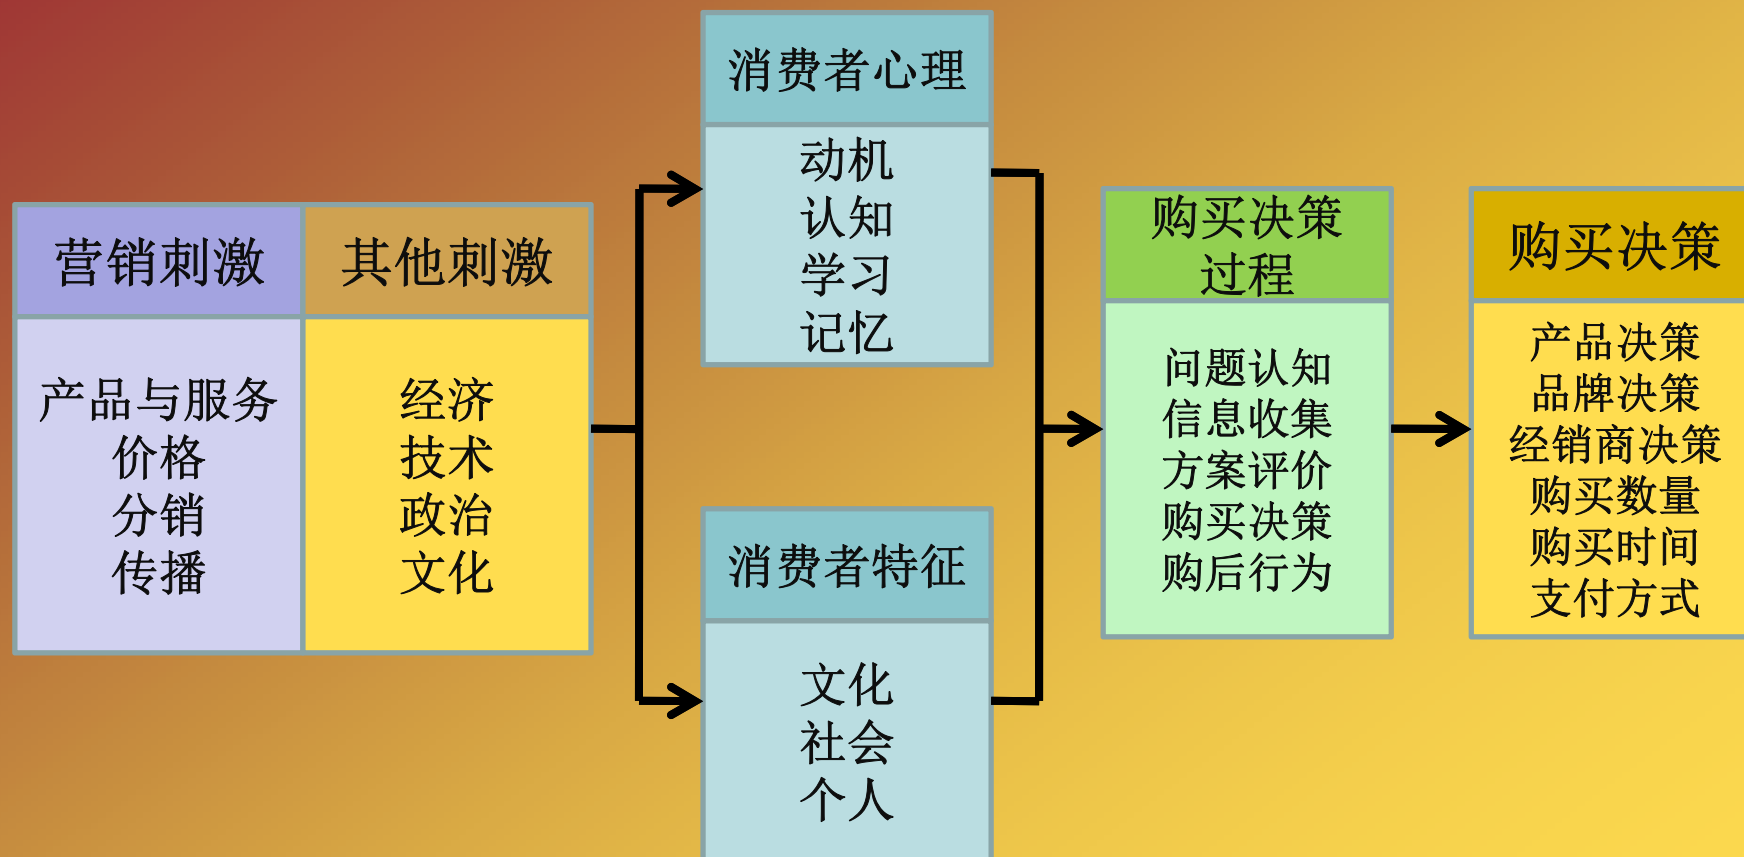 营销刺激
产品与服务
价格
分销
传播
其他刺激
经济
技术
政治
文化
消费者心理
动机
认知
学习
记忆
消费者特征
文化
社会
个人
购买决策
过程
问题认知
信息收集
方案评价
购买决策
购后行为
购买决策
产品决策
品牌决策
经销商决策
购买数量
购买时间
支付方式